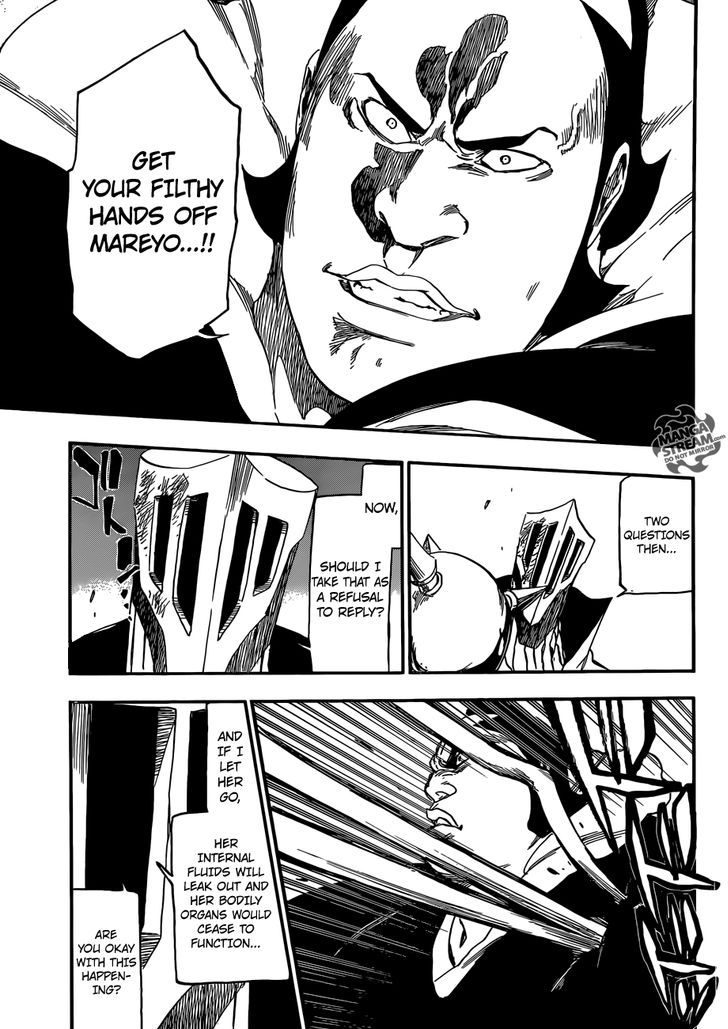 GET
YOUR FILTHY
HANDS OFF
MAREYO...!!
MANGA
STREAM.com
DO NOT MIRROR
TWO
QUESTIONS
THEN...
NOW,
SHOULD I
TAKE THAT AS
A REFUSAL
TO REPLY?
AND
IF I
LET
HER
GO,
HER
INTERNAL
FLUIDS WILL
LEAK OUT AND
HER BODILY
ORGANS WOULD
CEASE TO
FUNCTION...
ARE
YOU OKAY
WITH THIS
HAPPEN-
ING?